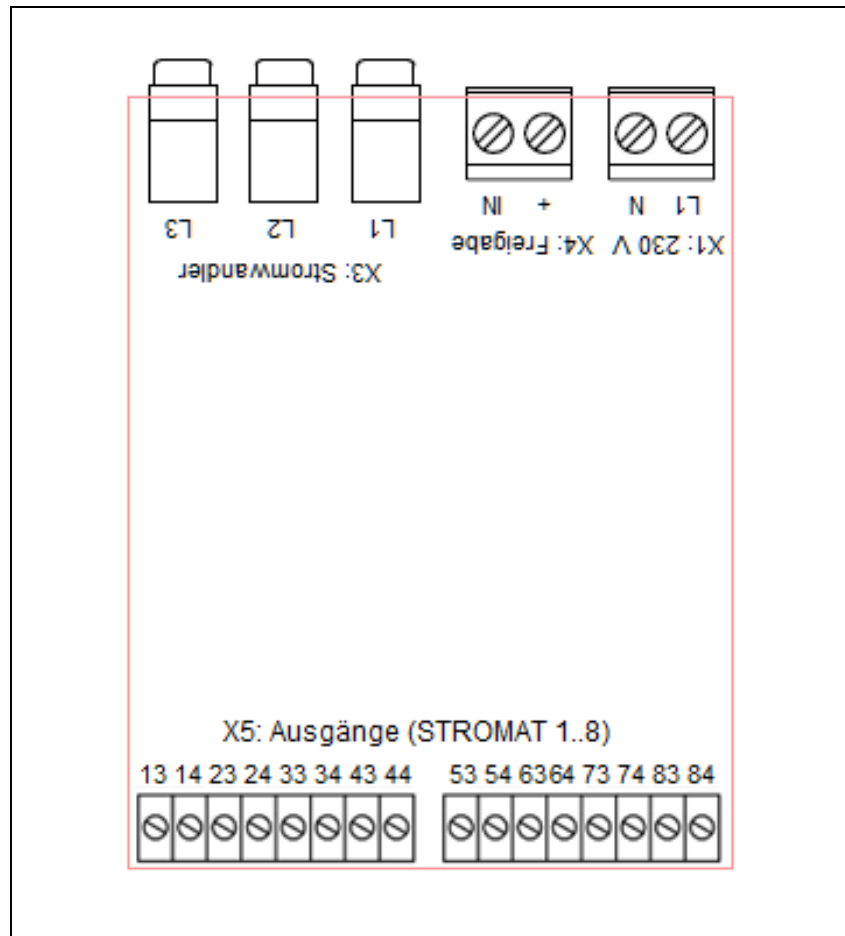 L3 L2 L1
X3: Stromwandler
IN +
X4: Freigabe
N L1
X1: 230 V
X5: Ausgänge (STROMAT 1..8)
13 14 23 24 33 34 43 44
53 54 63 64 73 74 83 84